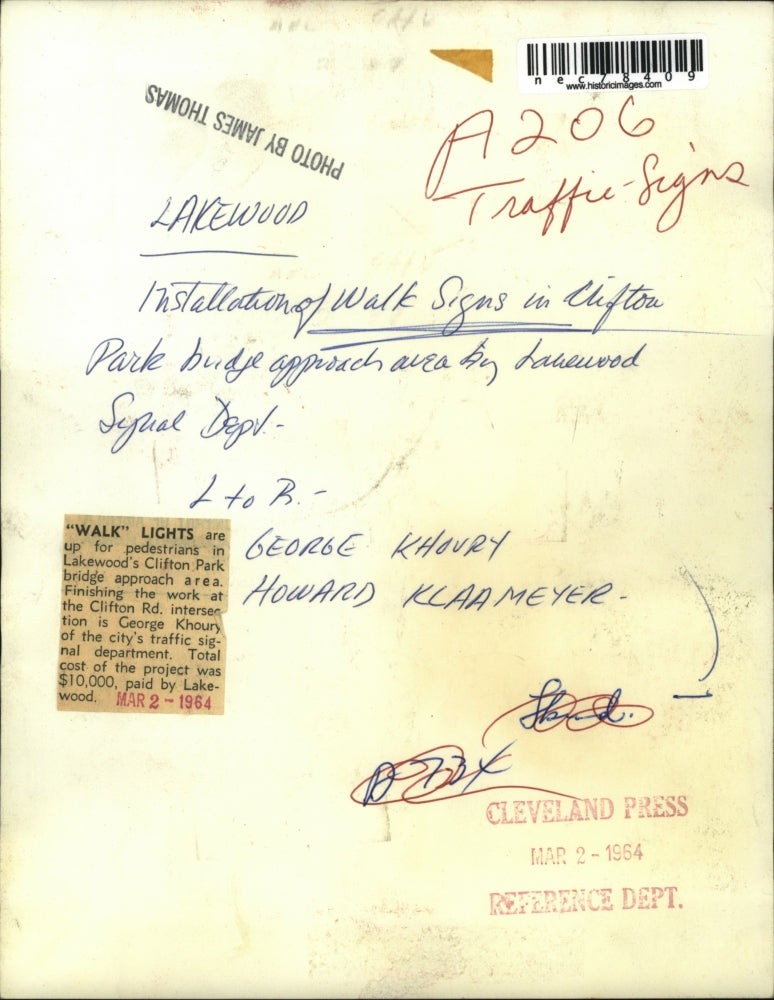 nec78409
www.historicimages.com
PHOTO BY JAMES THOMAS
A206
Traffic-Signs
LAKEWOOD
Installation of Walk Signs in Clifton
Park bridge approach area by Lakewood
Signal Dept.-
L to R.-
GEORGE KHOURY
HOWARD KLAAMEYER-
"WALK" LIGHTS are
up for pedestrians in
Lakewood's Clifton Park
bridge approach area.
Finishing the work at
the Clifton Rd. intersec
tion is George Khoury
of the city's traffic sig-
nal department. Total
cost of the project was
$10,000, paid by Lake-
wood. MAR 2 - 1964
CLEVELAND PRESS
MAR 2 - 1964
REFERENCE DEPT.